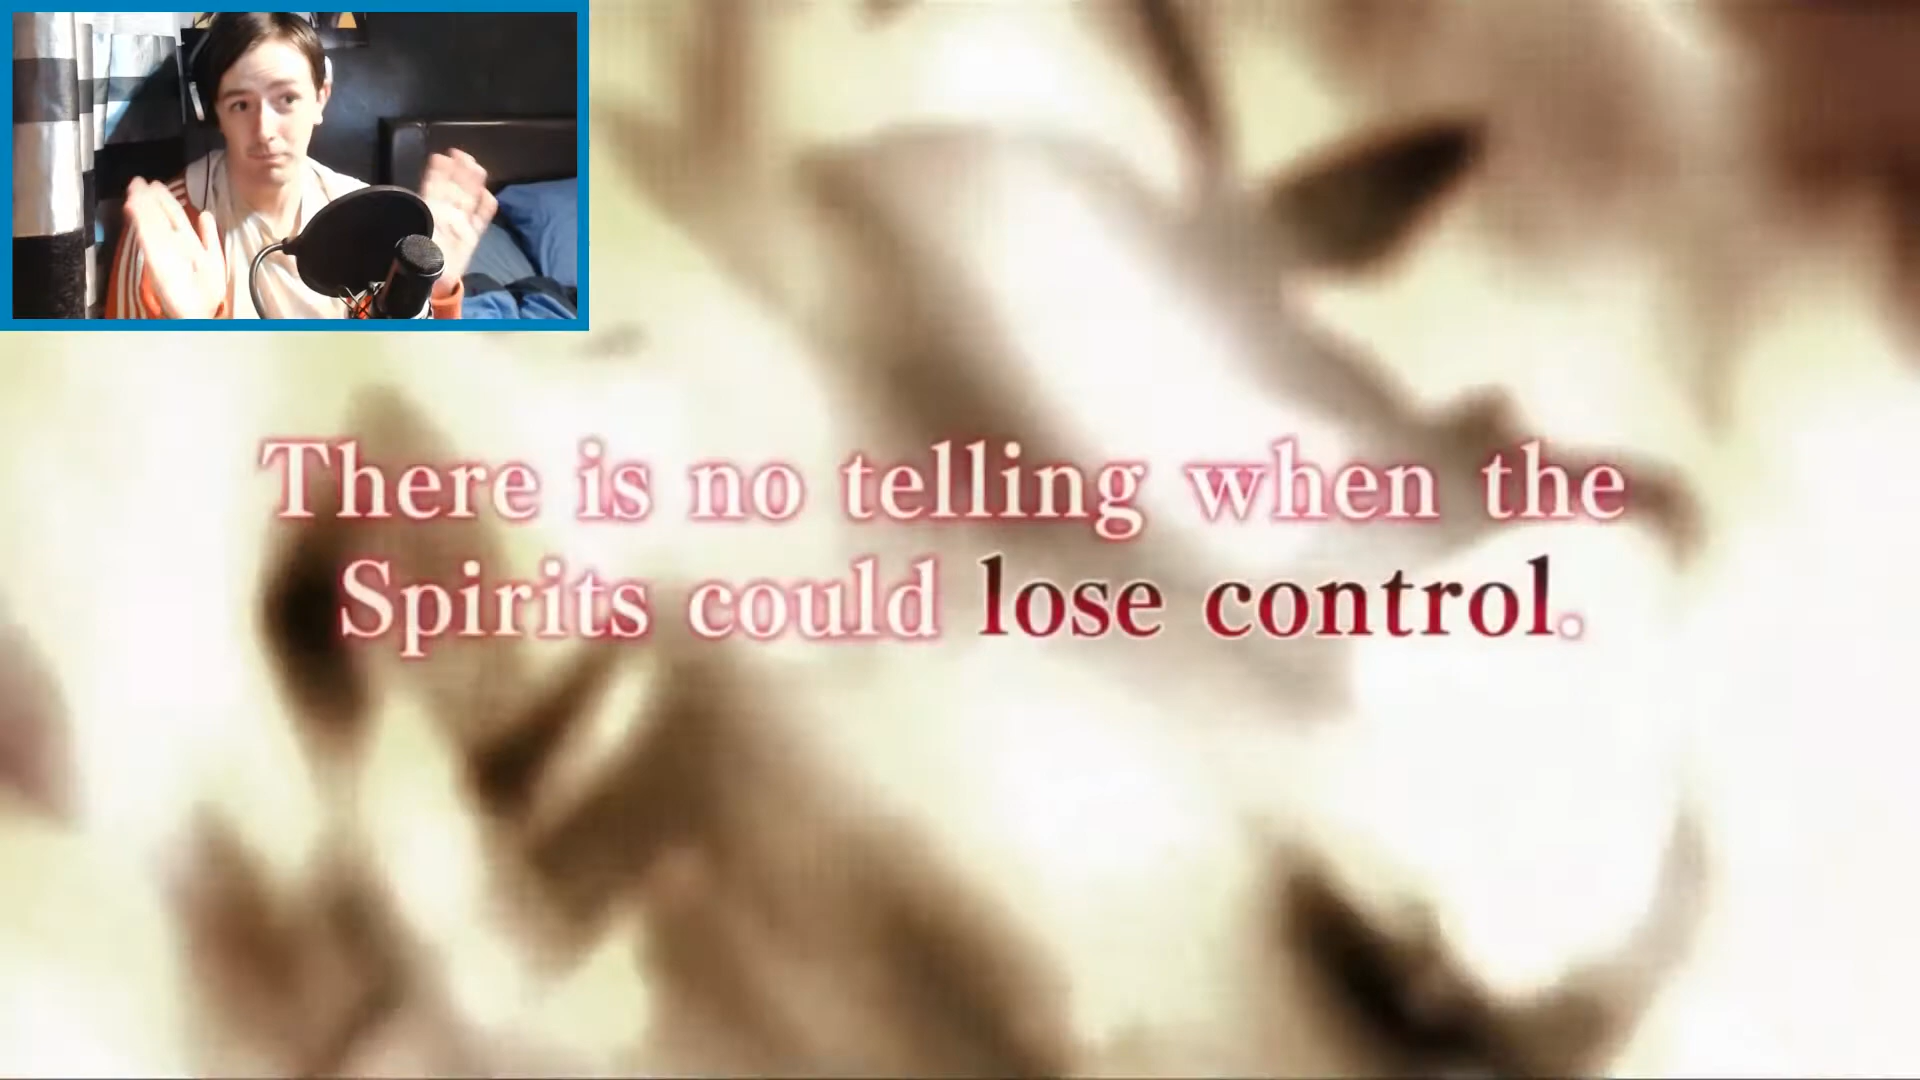 There is no telling when the
Spirits could lose control.